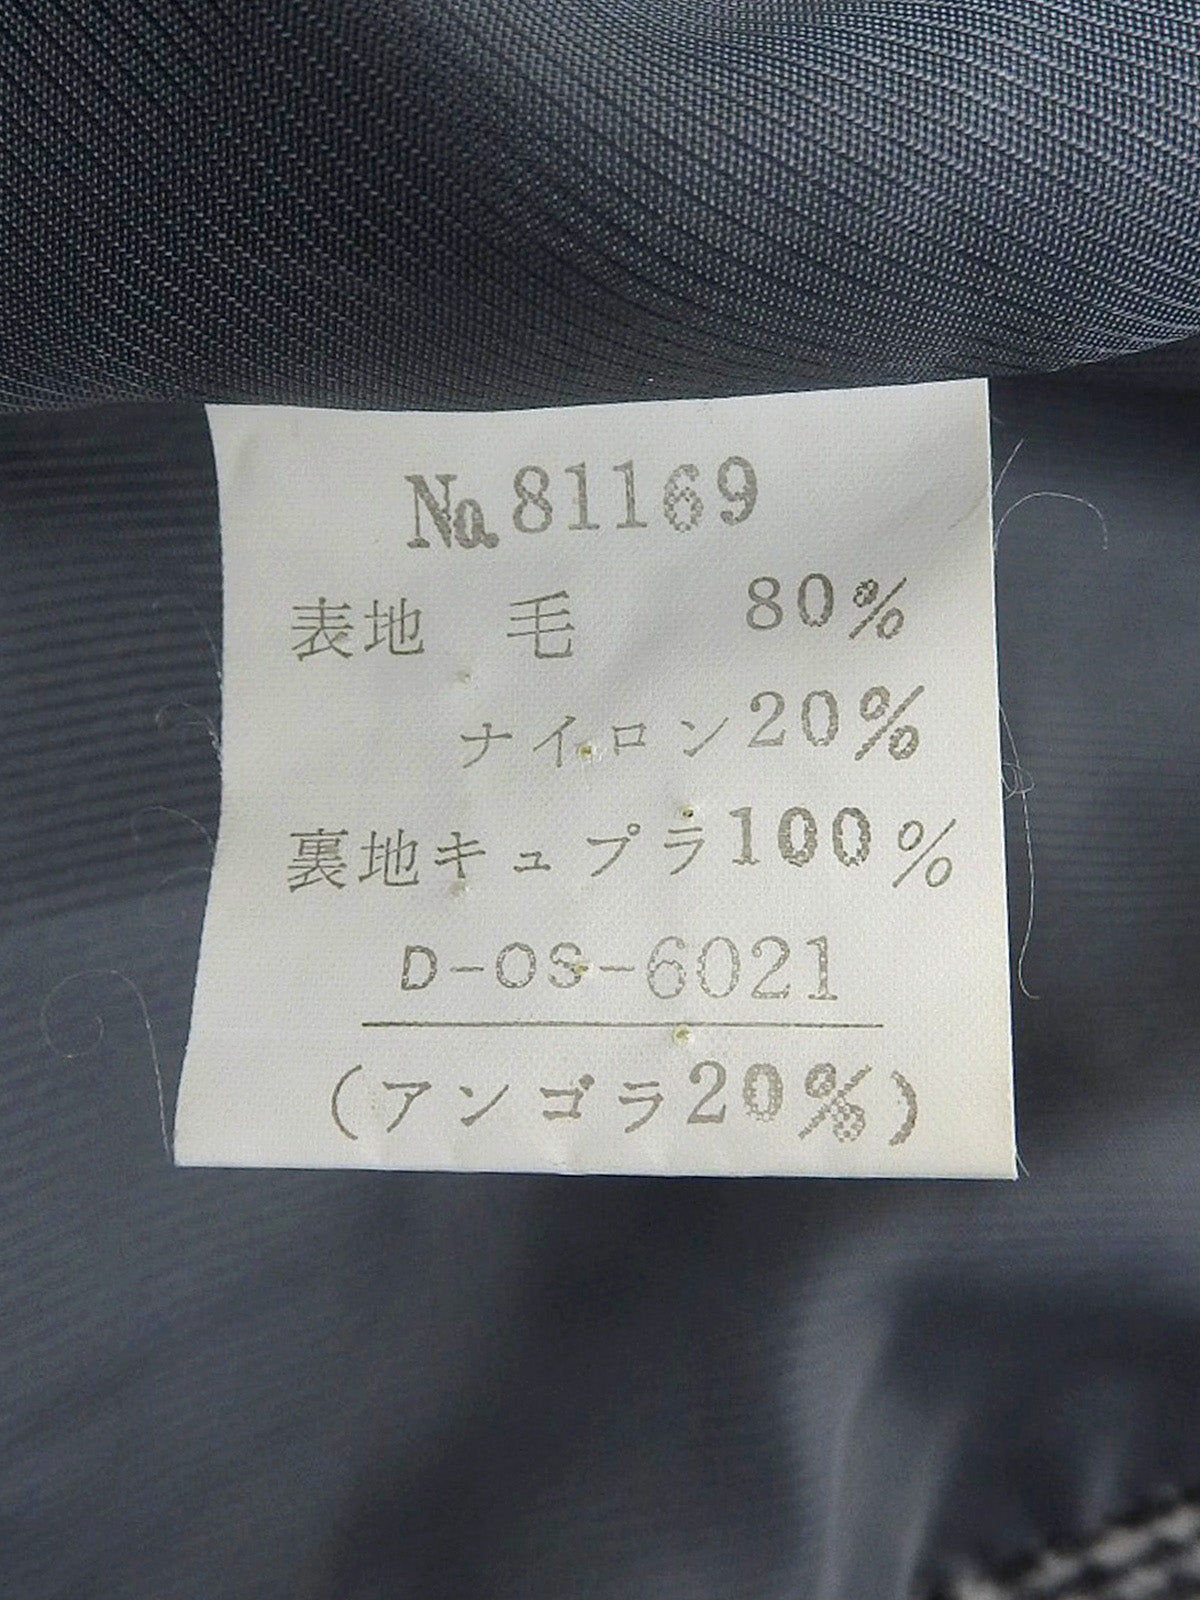 №81169
表地 毛 80%
ナイロン20%
裏地キュプラ100%
D-OS-6021
(アンゴラ20%)